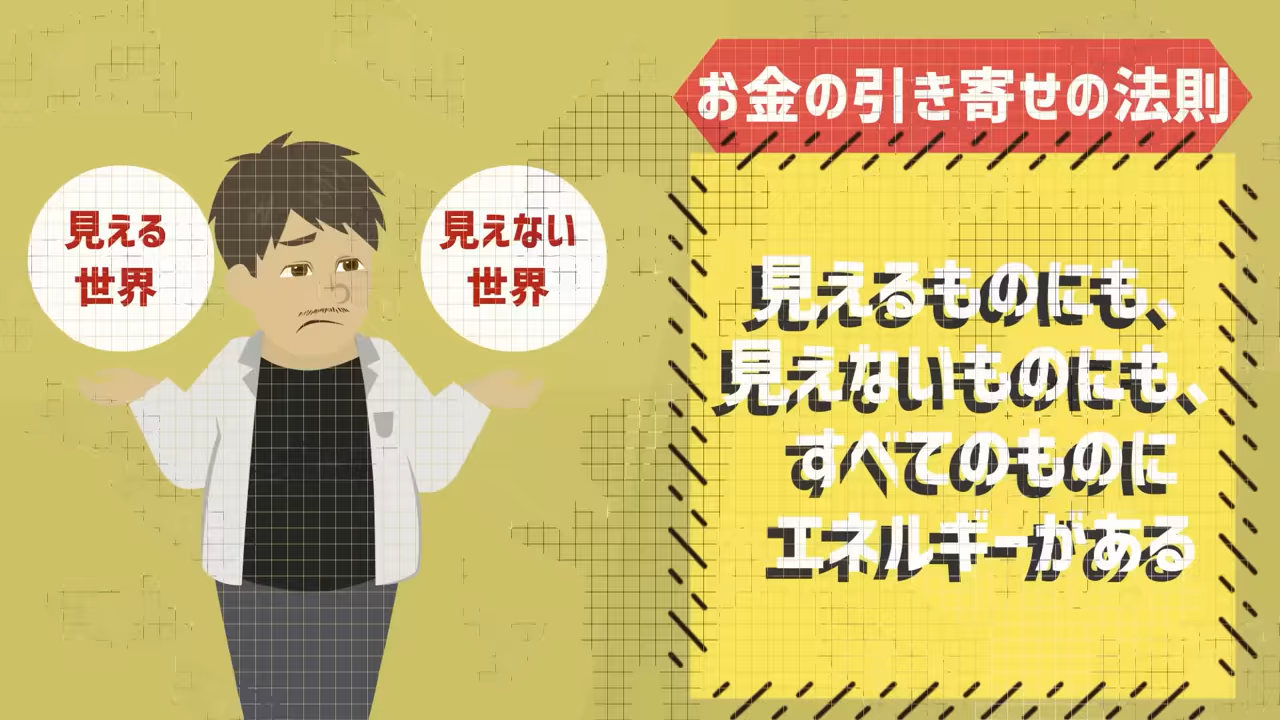 お金の引き寄せの法則
見える
世界
見えない
世界
見えるものにも、
見えないものにも、
すべてのものに
エネルギーがある